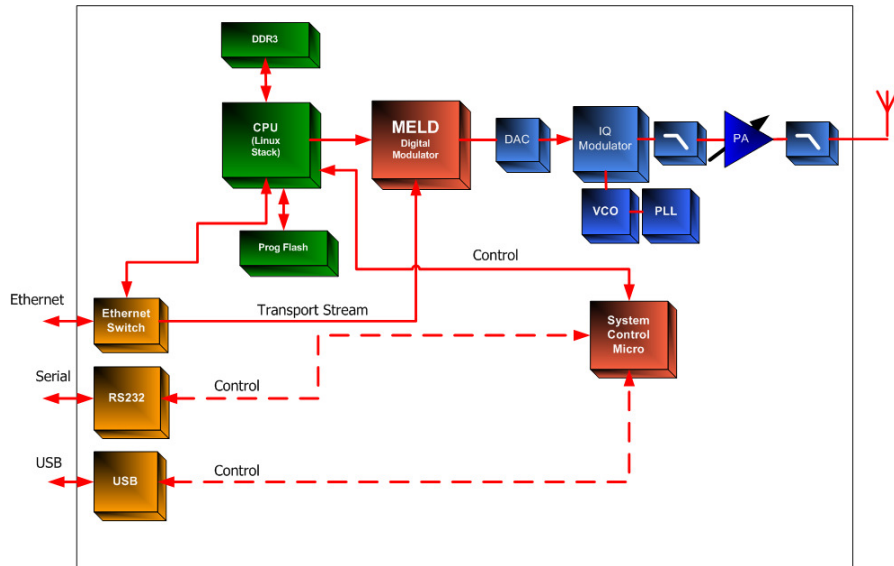 DDR3
CPU
(Linux
Stack)
MELD
Digital
Modulator
DAC
IQ
Modulator
PA
VCO
PLL
Prog Flash
Control
Ethernet
Ethernet
Switch
Transport Stream
System
Control
Micro
Serial
RS232
Control
USB
USB
Control